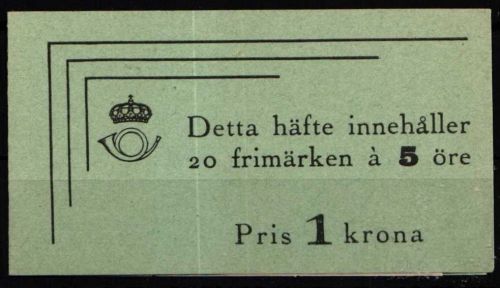 Detta häfte innehåller
20 frimärken à 5 öre
Pris 1 krona